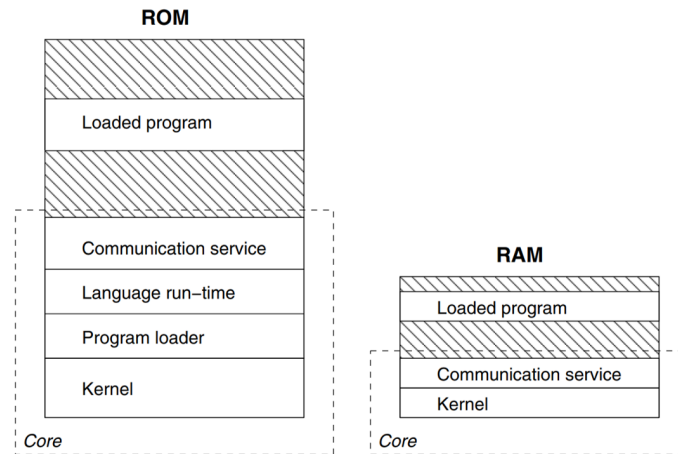 ROM
Loaded program
Communication service
Language run−time
Program loader
Kernel
Core
RAM
Loaded program
Communication service
Kernel
Core